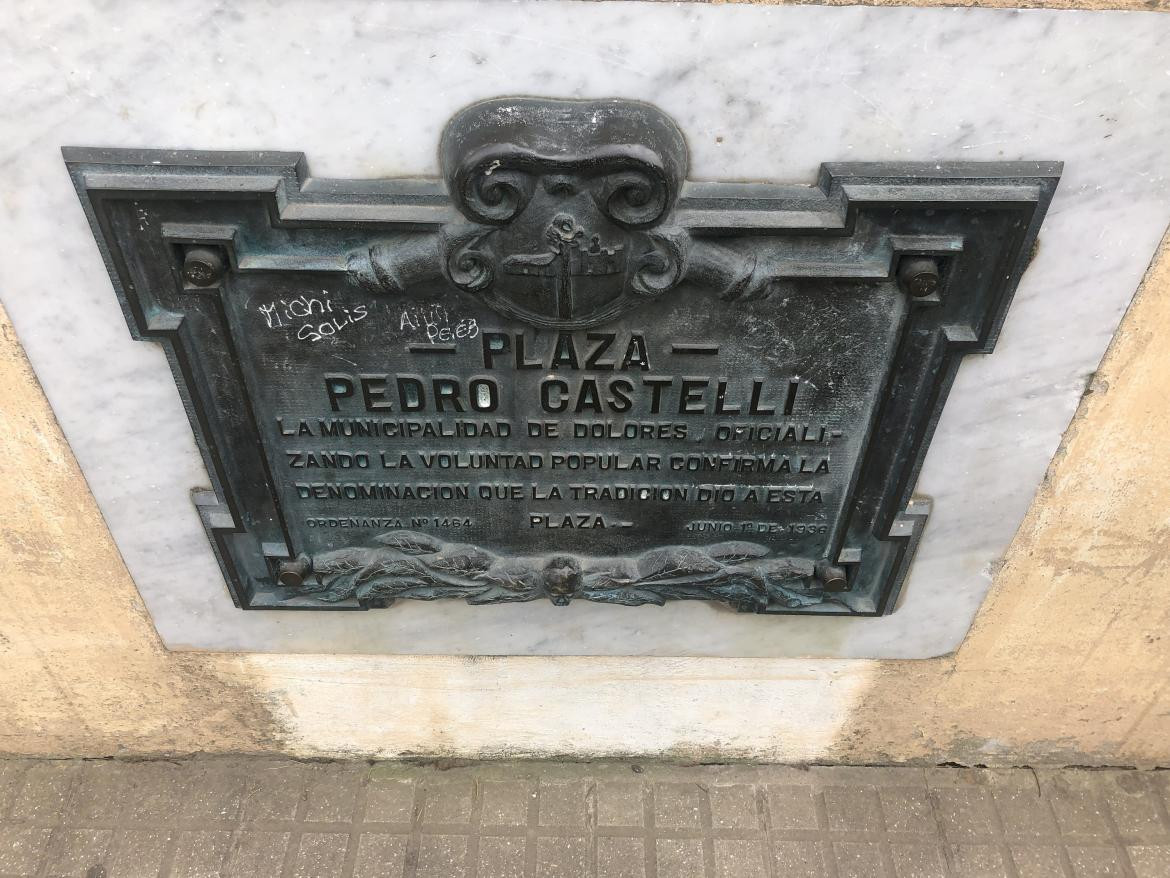 Michi
SOLIS
— PLAZA —
PEDRO CASTELLI
LA MUNICIPALIDAD DE DOLORES OFICIALI-
ZANDO LA VOLUNTAD POPULAR CONFIRMA LA
DENOMINACION QUE LA TRADICION DIO A ESTA
ORDENANZA Nº 1464 PLAZA.- JUNIO-1º DE-1936